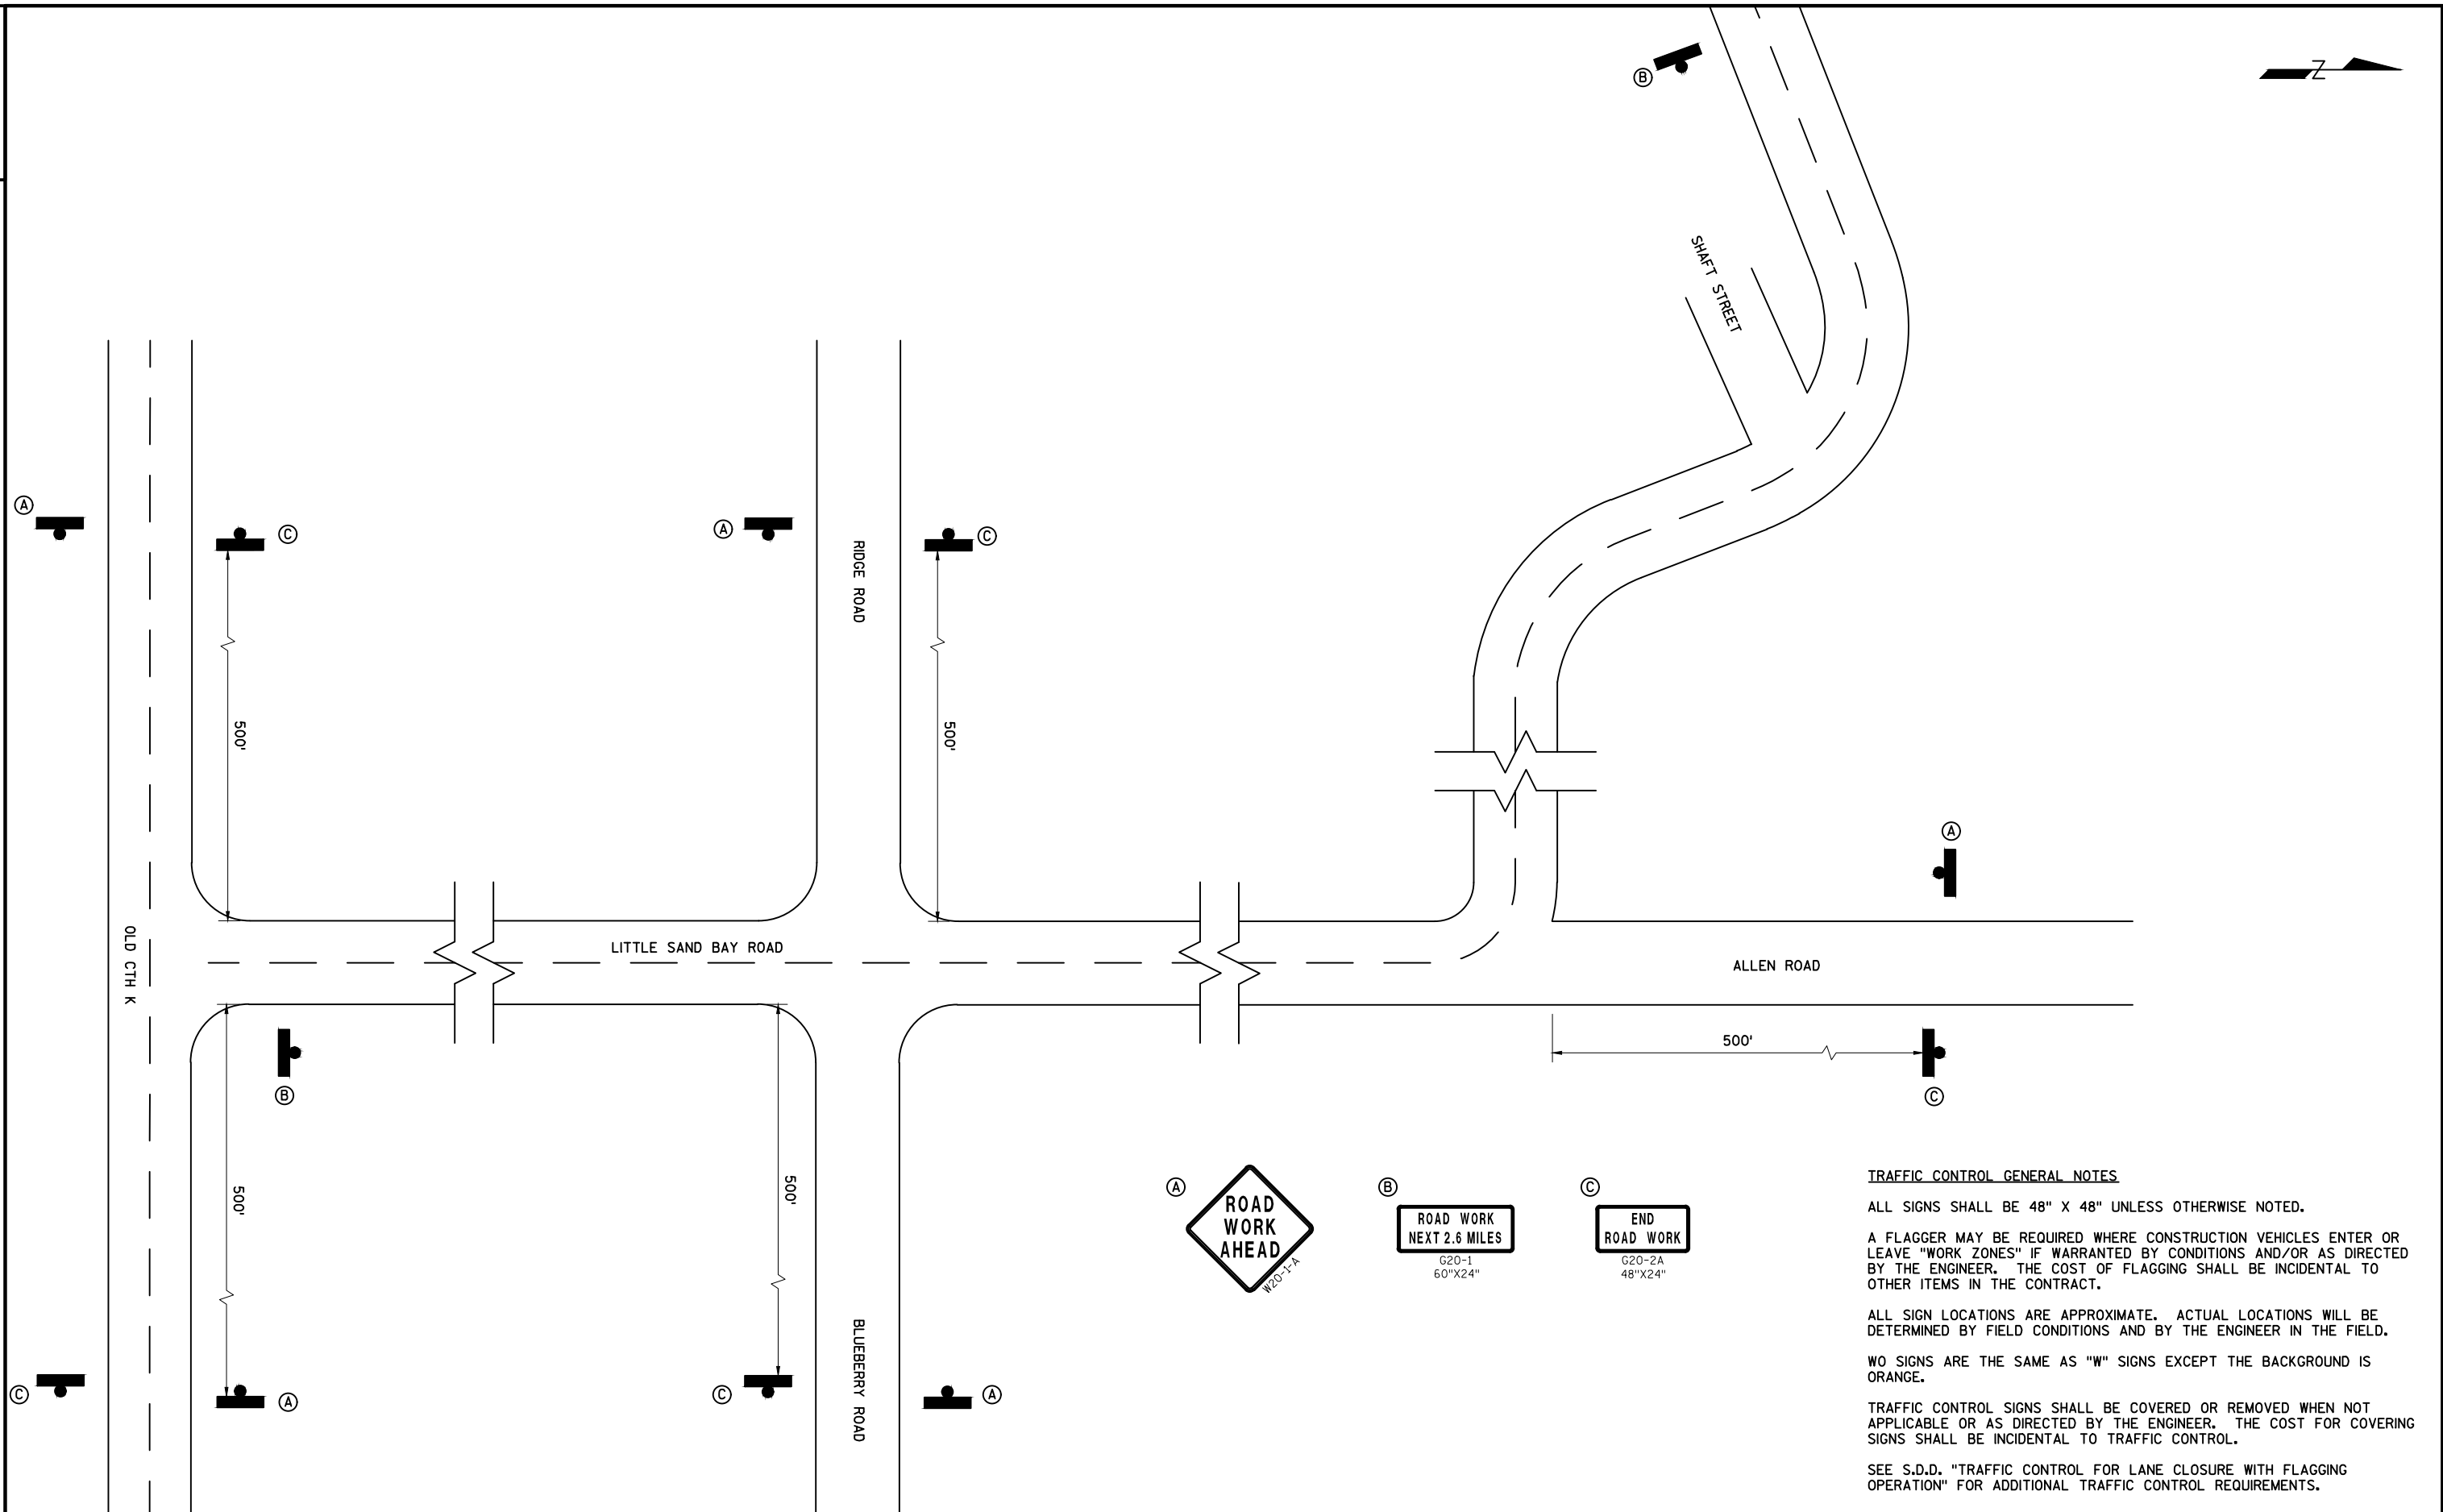 B
Z
SHAFT STREET
A
C
A
C
RIDGE ROAD
500'
500'
A
OLD CTH K
LITTLE SAND BAY ROAD
ALLEN ROAD
500'
B
C
500'
500'
C
A
C
A
BLUEBERRY ROAD
A
ROAD
WORK
AHEAD
W20-1-A
B
ROAD WORK
NEXT 2.6 MILES
G20-1
60"X24"
C
END
ROAD WORK
G20-2A
48"X24"
TRAFFIC CONTROL GENERAL NOTES
ALL SIGNS SHALL BE 48" X 48" UNLESS OTHERWISE NOTED.
A FLAGGER MAY BE REQUIRED WHERE CONSTRUCTION VEHICLES ENTER OR
LEAVE "WORK ZONES" IF WARRANTED BY CONDITIONS AND/OR AS DIRECTED
BY THE ENGINEER. THE COST OF FLAGGING SHALL BE INCIDENTAL TO
OTHER ITEMS IN THE CONTRACT.
ALL SIGN LOCATIONS ARE APPROXIMATE. ACTUAL LOCATIONS WILL BE
DETERMINED BY FIELD CONDITIONS AND BY THE ENGINEER IN THE FIELD.
WO SIGNS ARE THE SAME AS "W" SIGNS EXCEPT THE BACKGROUND IS
ORANGE.
TRAFFIC CONTROL SIGNS SHALL BE COVERED OR REMOVED WHEN NOT
APPLICABLE OR AS DIRECTED BY THE ENGINEER. THE COST FOR COVERING
SIGNS SHALL BE INCIDENTAL TO TRAFFIC CONTROL.
SEE S.D.D. "TRAFFIC CONTROL FOR LANE CLOSURE WITH FLAGGING
OPERATION" FOR ADDITIONAL TRAFFIC CONTROL REQUIREMENTS.